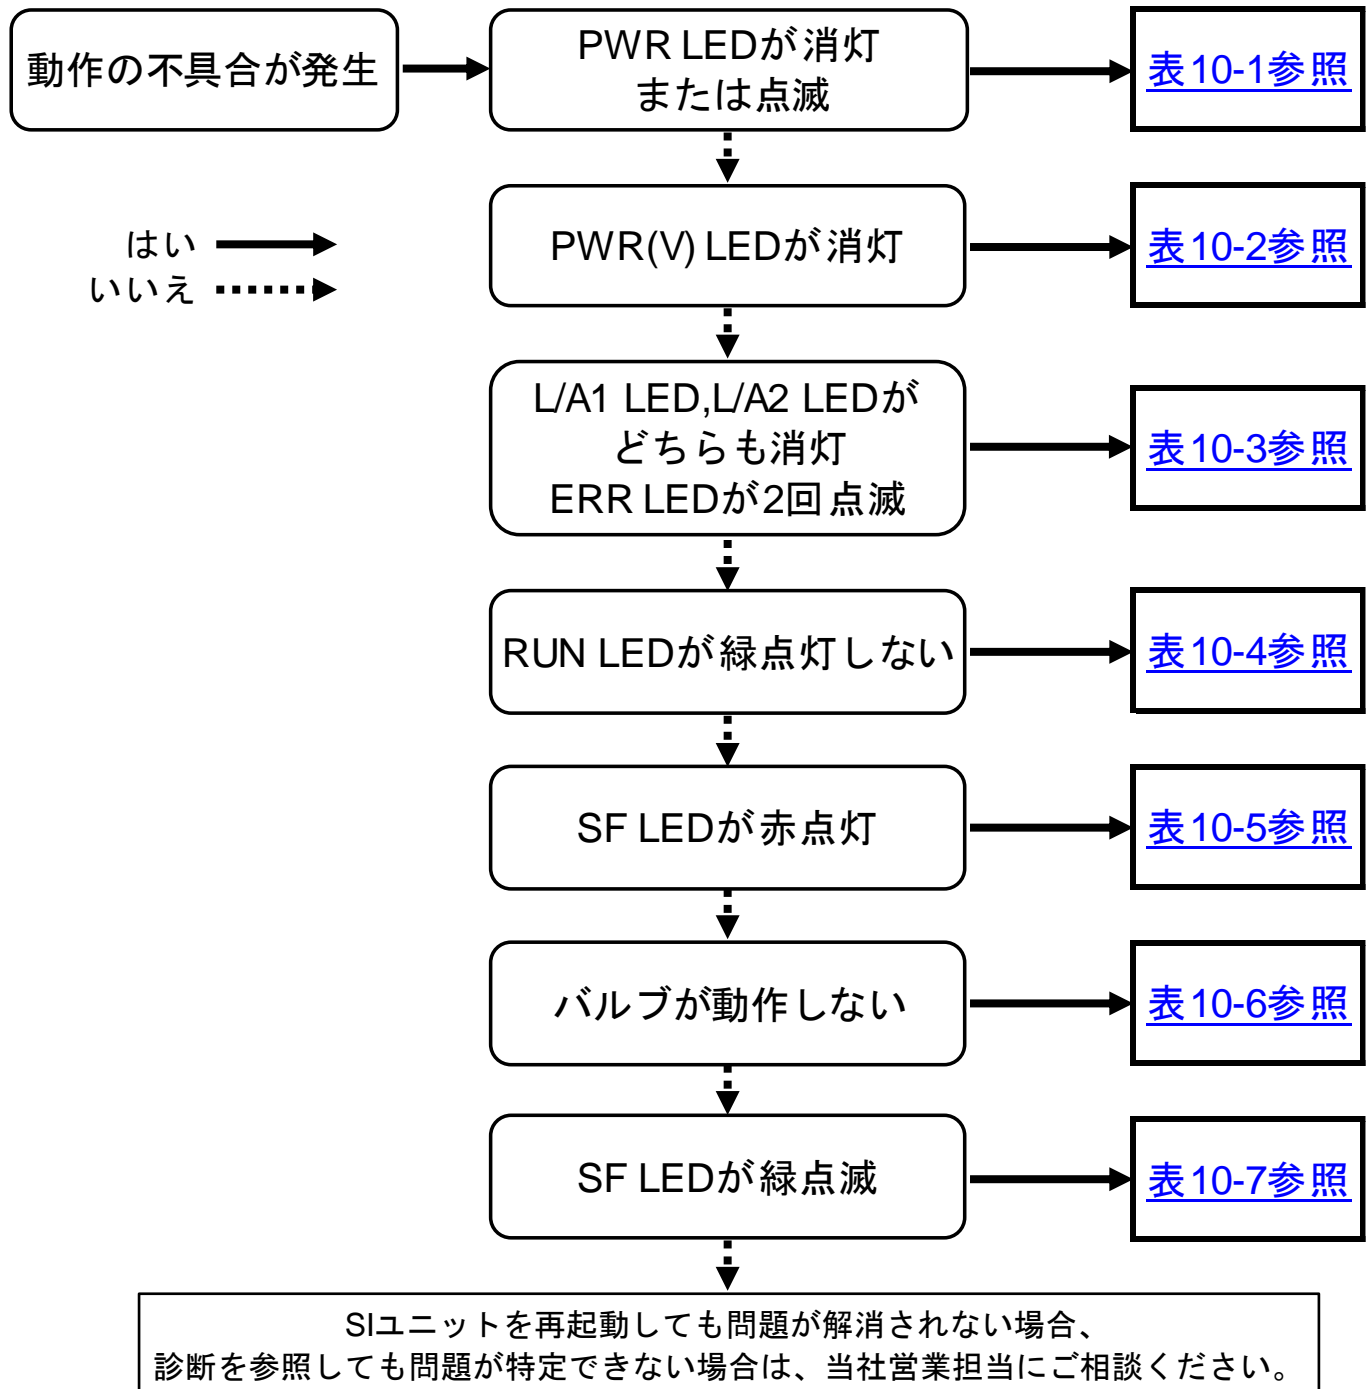 動作の不具合が発生
PWR LEDが消灯
または点滅
表10-1参照
はい
いいえ
PWR(V) LEDが消灯
表10-2参照
L/A1 LED,L/A2 LEDが
どちらも消灯
ERR LEDが2回点滅
表10-3参照
RUN LEDが緑点灯しない
表10-4参照
SF LEDが赤点灯
表10-5参照
バルブが動作しない
表10-6参照
SF LEDが緑点滅
表10-7参照
SIユニットを再起動しても問題が解消されない場合、
診断を参照しても問題が特定できない場合は、当社営業担当にご相談ください。